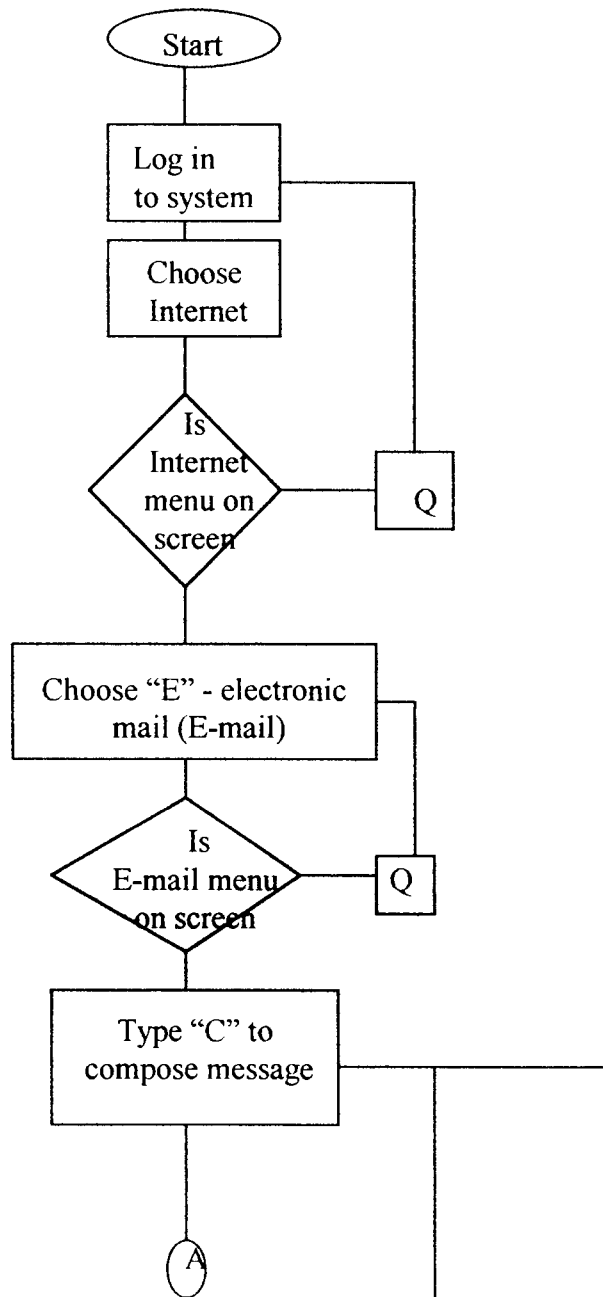 Start
Log in
to system
Choose
Internet
Is
Internet
menu on
screen
Q
Choose “E” - electronic
mail (E-mail)
Is
E-mail menu
on screen
Q
Type “C” to
compose message
A